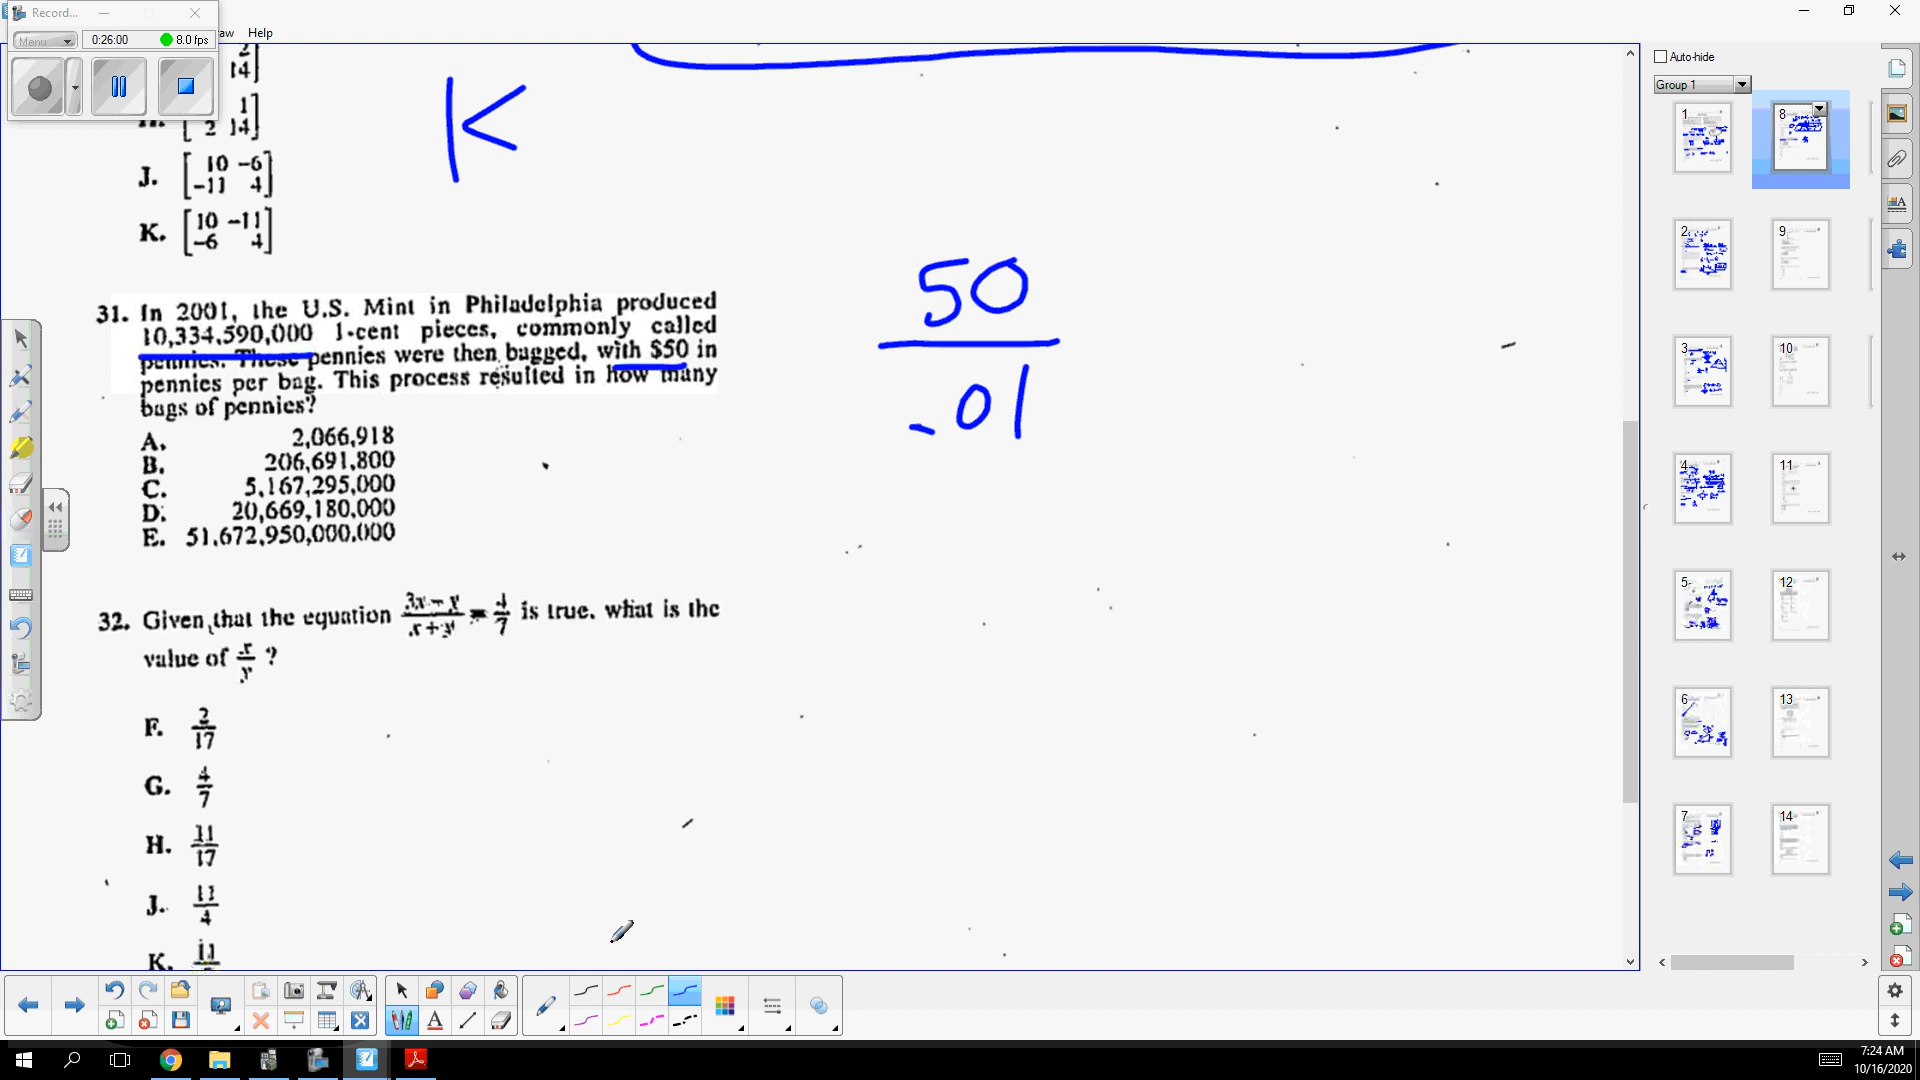 Record...
aw Help
Menu 0:26:00 8.0 fps
2
14]
1]
[ 2 14]
J. [ 10 -6]
[-11 4]
K. [ 10 -11]
[-6 4]
K
31. In 2001, the U.S. Mint in Philadelphia produced
10,334,590,000 1-cent pieces, commonly called
pennies. These pennies were then bagged, with $50 in
pennies per bag. This process resulted in how many
bags of pennies?
A. 2,066,918
B. 206,691,800
C. 5,167,295,000
D. 20,669,180,000
E. 51,672,950,000,000
50
.01
32. Given that the equation (3x - y)/(x + y) = 4/7 is true, what is the
value of x/y ?
F. 2/17
G. 4/7
H. 11/17
J. 11/4
K. 11
Auto-hide
Group 1
1 8
2 9
3 10
4 11
5 12
6 13
7 14
A
7:24 AM
10/16/2020